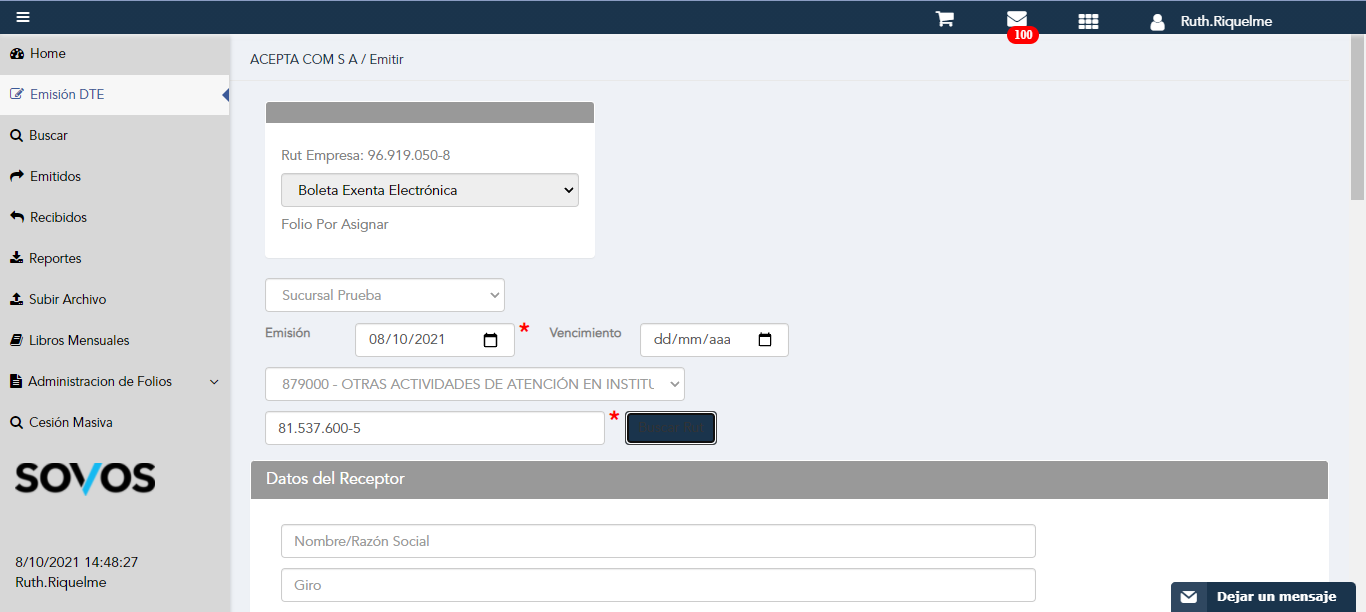 Ruth.Riquelme
100
Home
ACEPTA COM S A / Emitir
Emisión DTE
Buscar
Emitidos
Recibidos
Reportes
Subir Archivo
Libros Mensuales
Administracion de Folios
Cesión Masiva
SOVOS
8/10/2021 14:48:27
Ruth.Riquelme
Rut Empresa: 96.919.050-8
Boleta Exenta Electrónica
Folio Por Asignar
Sucursal Prueba
Emisión 08/10/2021 * Vencimiento dd/mm/aaa
879000 - OTRAS ACTIVIDADES DE ATENCIÓN EN INSTITU
81.537.600-5 *
Datos del Receptor
Nombre/Razón Social
Giro
Dejar un mensaje